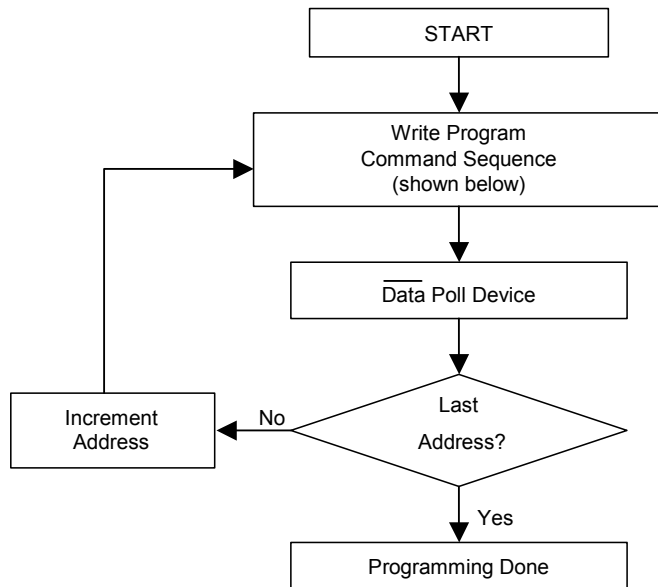 START
Write Program
Command Sequence
(shown below)
Data Poll Device
Last
Address?
No
Increment
Address
Yes
Programming Done